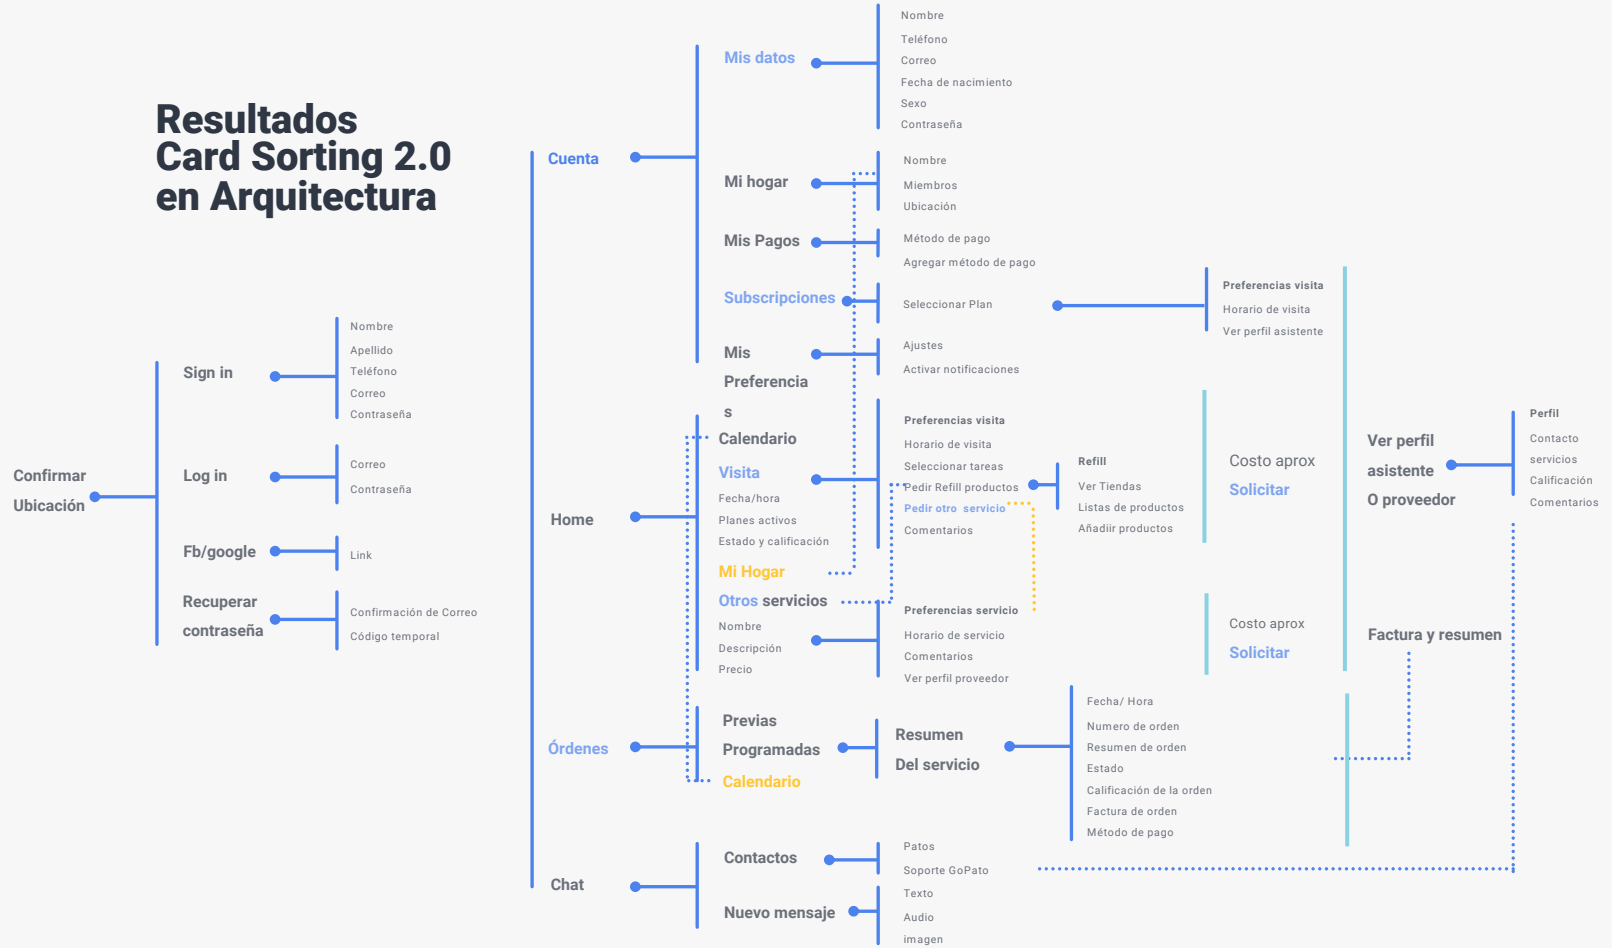 Resultados
Card Sorting 2.0
en Arquitectura
Confirmar
Ubicación
Sign in
Nombre
Apellido
Teléfono
Correo
Contraseña
Log in
Correo
Contraseña
Fb/google
Link
Recuperar
contraseña
Confirmación de Correo
Código temporal
Cuenta
Mis datos
Nombre
Teléfono
Correo
Fecha de nacimiento
Sexo
Contraseña
Mi hogar
Nombre
Miembros
Ubicación
Mis Pagos
Método de pago
Agregar método de pago
Subscripciones
Seleccionar Plan
Preferencias visita
Horario de visita
Ver perfil asistente
Mis
Preferencia
s
Ajustes
Activar notificaciones
Home
Calendario
Visita
Fecha/hora
Planes activos
Estado y calificación
Preferencias visita
Horario de visita
Seleccionar tareas
Pedir Refill productos
Pedir otro servicio
Comentarios
Refill
Ver Tiendas
Listas de productos
Añadiir productos
Costo aprox
Solicitar
Mi Hogar
Otros servicios
Nombre
Descripción
Precio
Preferencias servicio
Horario de servicio
Comentarios
Ver perfil proveedor
Costo aprox
Solicitar
Ver perfil
asistente
O proveedor
Perfil
Contacto
servicios
Calificación
Comentarios
Factura y resumen
Órdenes
Previas
Programadas
Calendario
Resumen
Del servicio
Fecha/ Hora
Numero de orden
Resumen de orden
Estado
Calificación de la orden
Factura de orden
Método de pago
Chat
Contactos
Patos
Soporte GoPato
Nuevo mensaje
Texto
Audio
imagen